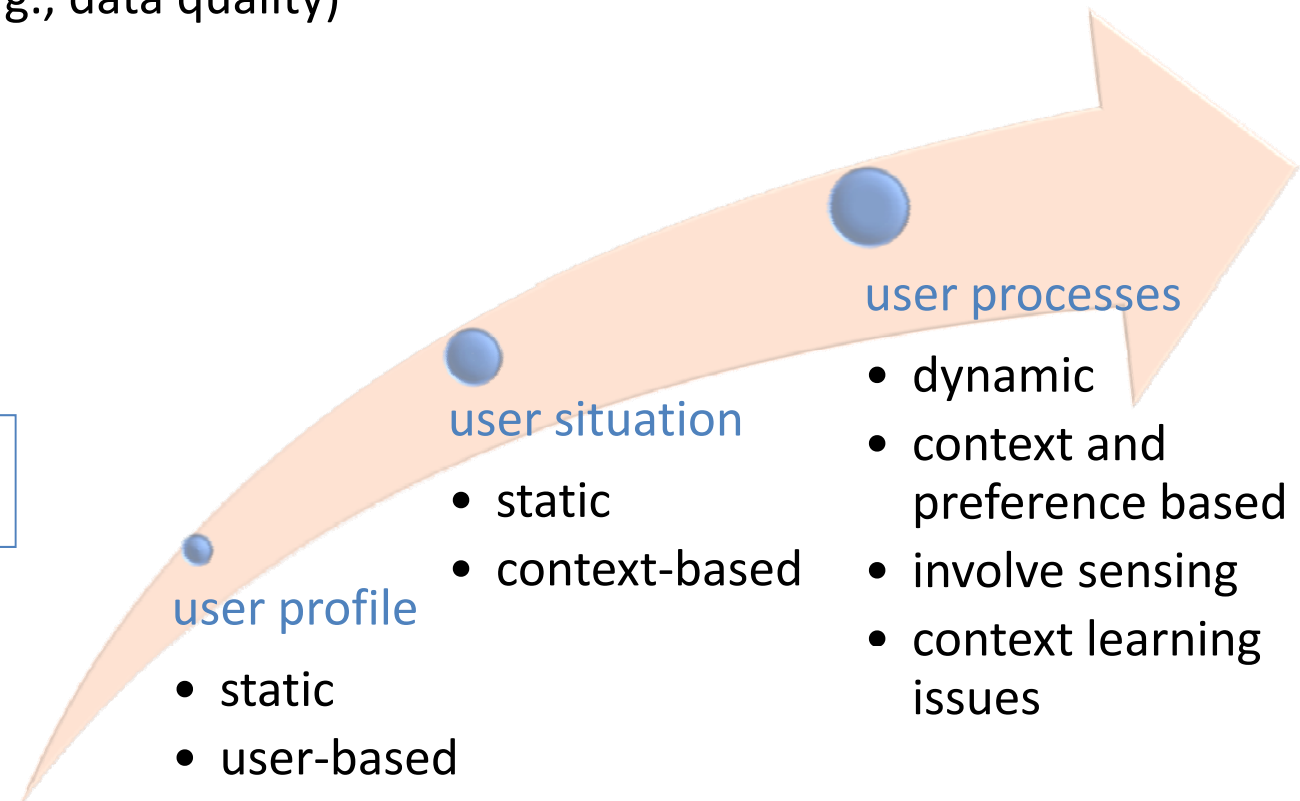 g., data quality)
user processes
• dynamic
• context and
preference based
• involve sensing
• context learning
issues
user situation
• static
• context-based
user profile
• static
• user-based